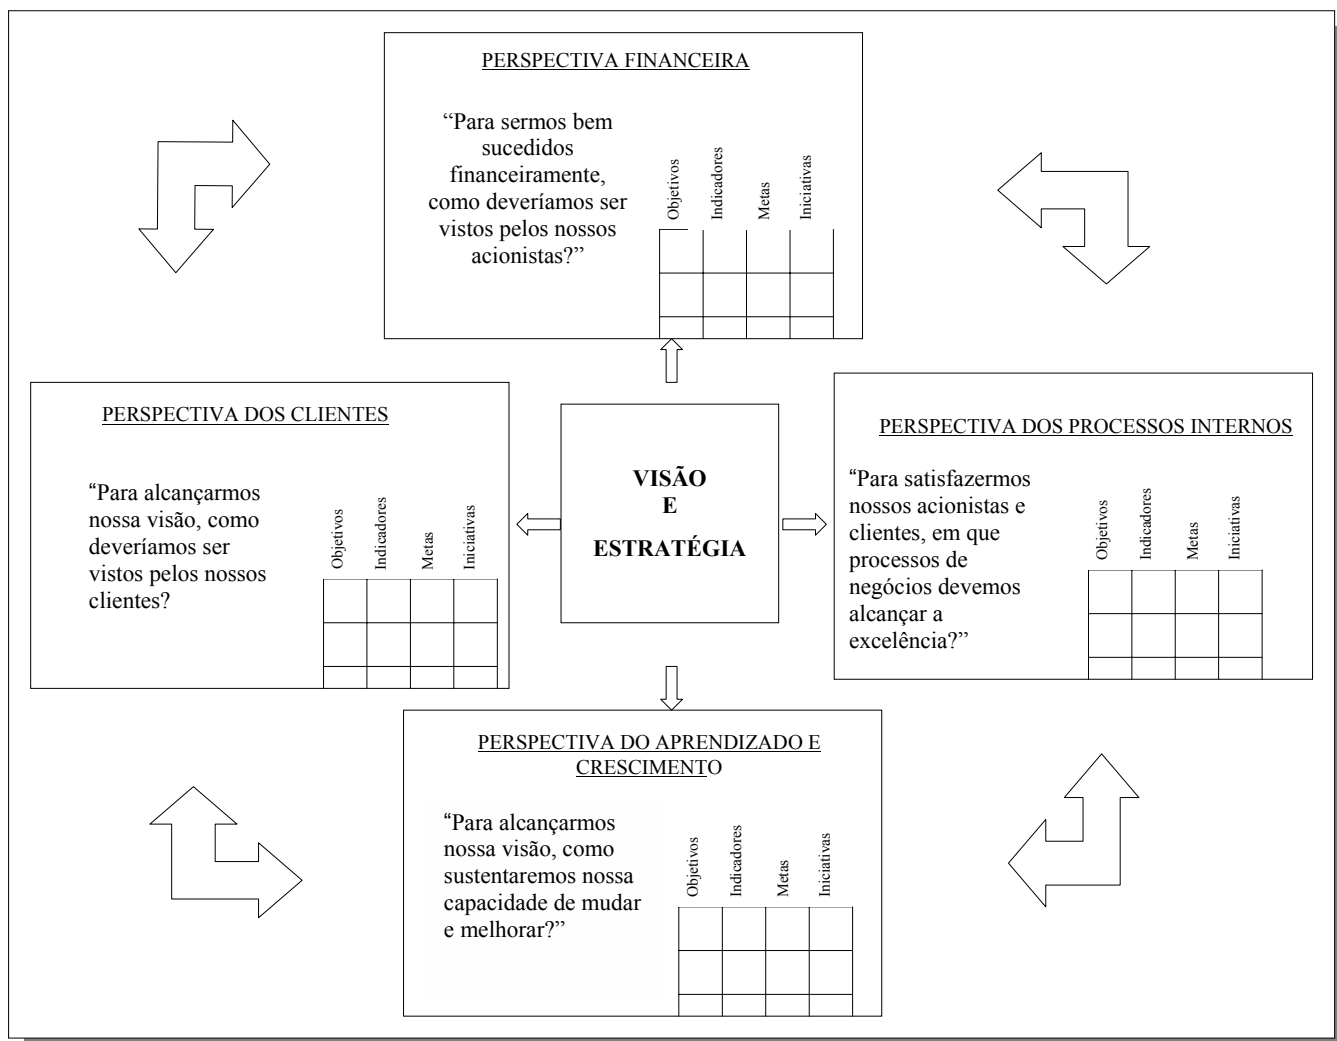 PERSPECTIVA FINANCEIRA
“Para sermos bem
sucedidos
financeiramente,
como deveríamos ser
vistos pelos nossos
acionistas?”
Objetivos
Indicadores
Metas
Iniciativas
PERSPECTIVA DOS CLIENTES
“Para alcançarmos
nossa visão, como
deveríamos ser
vistos pelos nossos
clientes?
Objetivos
Indicadores
Metas
Iniciativas
VISÃO
E
ESTRATÉGIA
PERSPECTIVA DOS PROCESSOS INTERNOS
“Para satisfazermos
nossos acionistas e
clientes, em que
processos de
negócios devemos
alcançar a
excelência?”
Objetivos
Indicadores
Metas
Iniciativas
PERSPECTIVA DO APRENDIZADO E
CRESCIMENTO
“Para alcançarmos
nossa visão, como
sustentaremos nossa
capacidade de mudar
e melhorar?”
Objetivos
Indicadores
Metas
Iniciativas